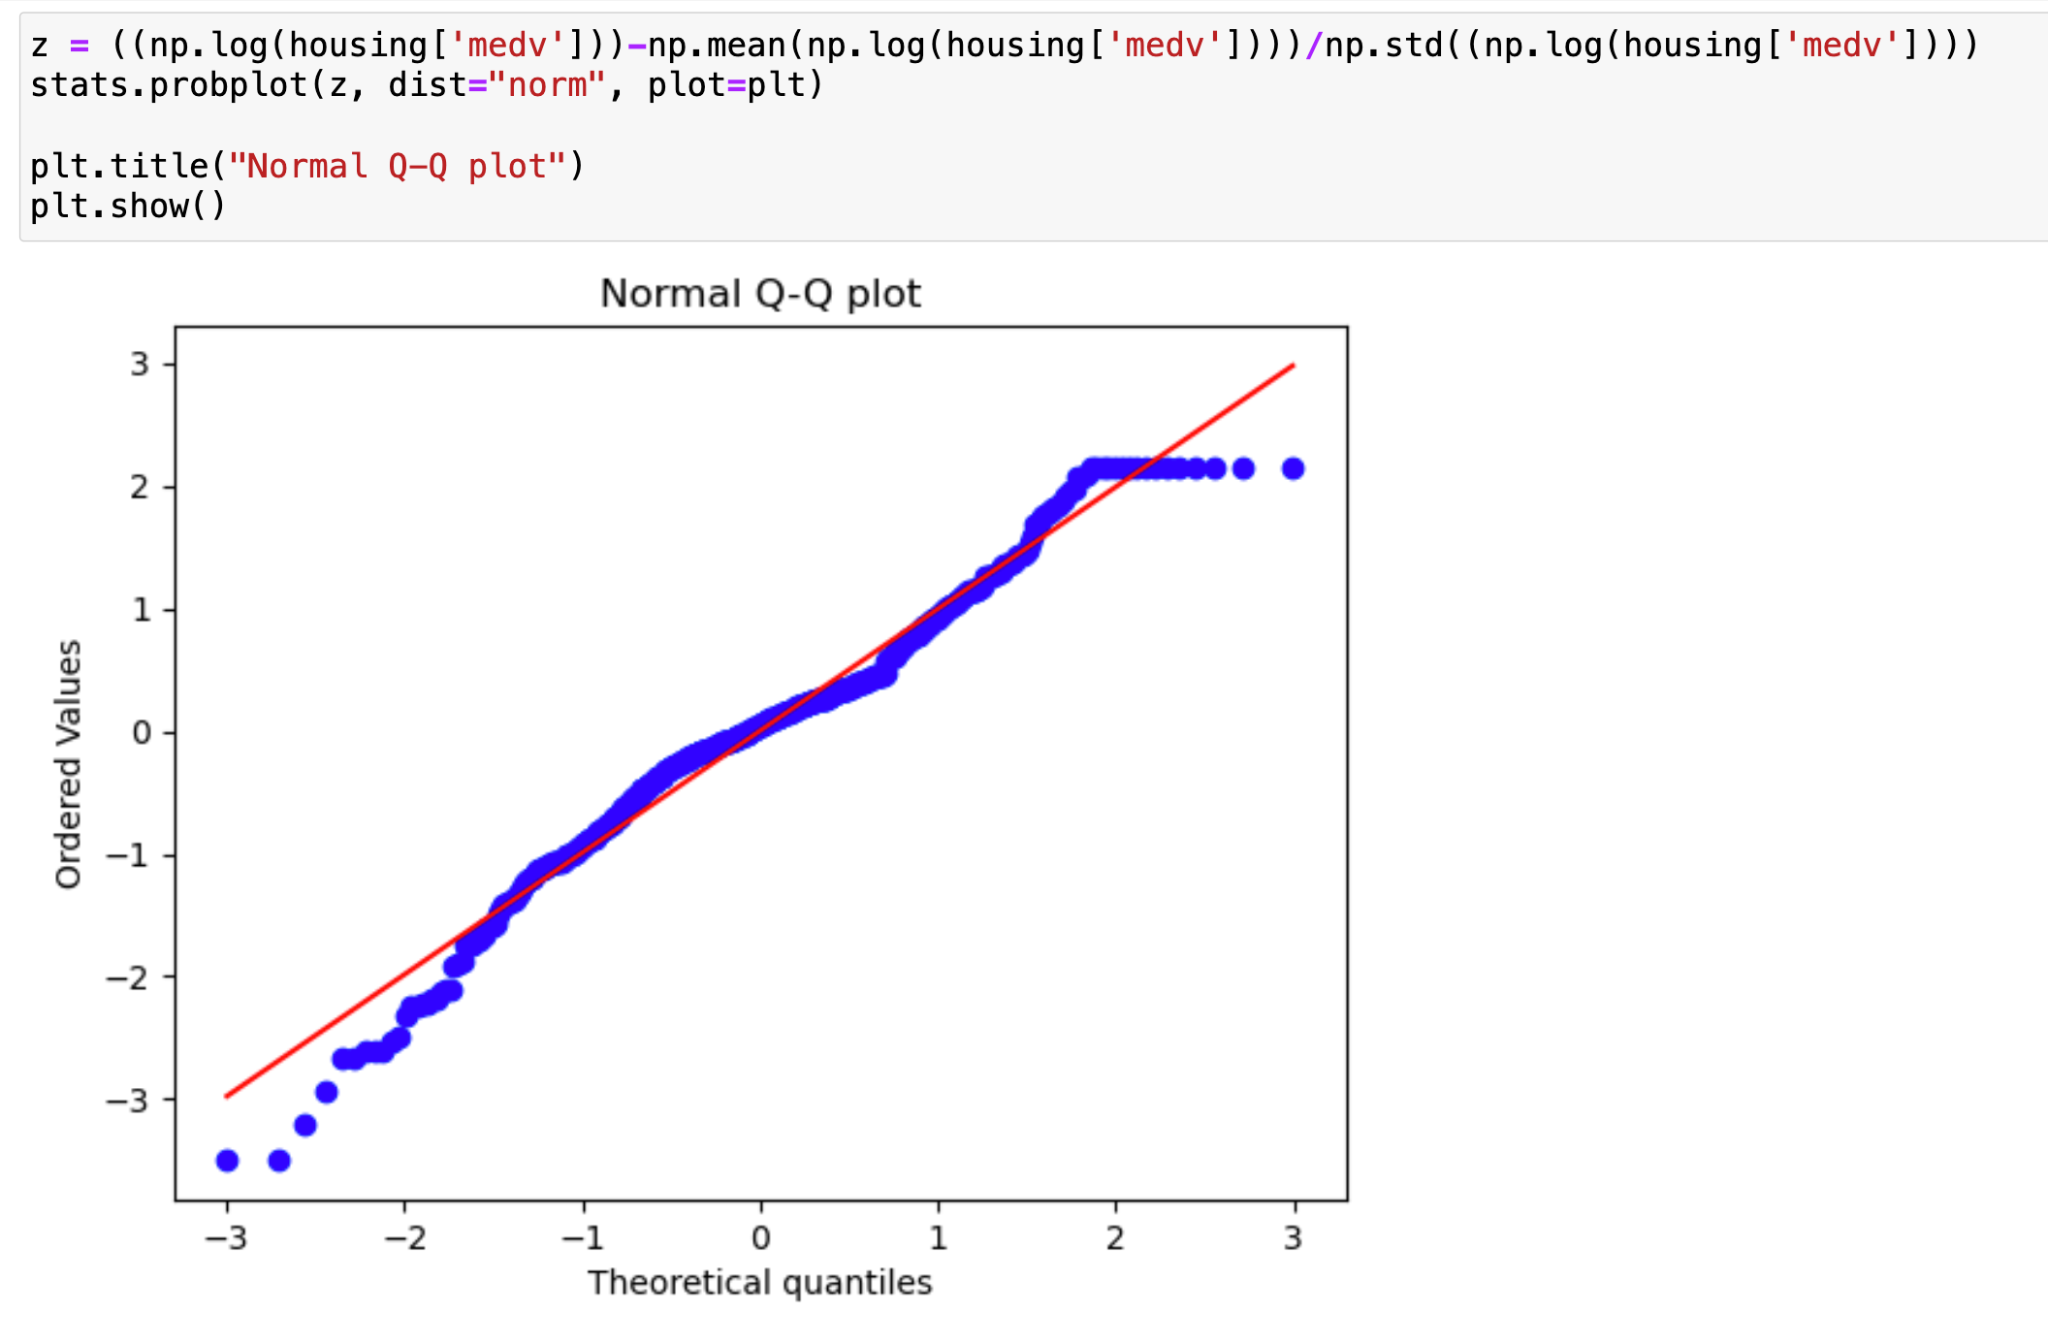 z = ((np.log(housing['medv']))-np.mean(np.log(housing['medv'])))/np.std((np.log(housing['medv'])))
stats.probplot(z, dist="norm", plot=plt)
plt.title("Normal Q-Q plot")
plt.show()
Normal Q-Q plot
3
2
1
0
−1
−2
−3
Ordered Values
−3 −2 −1 0 1 2 3
Theoretical quantiles